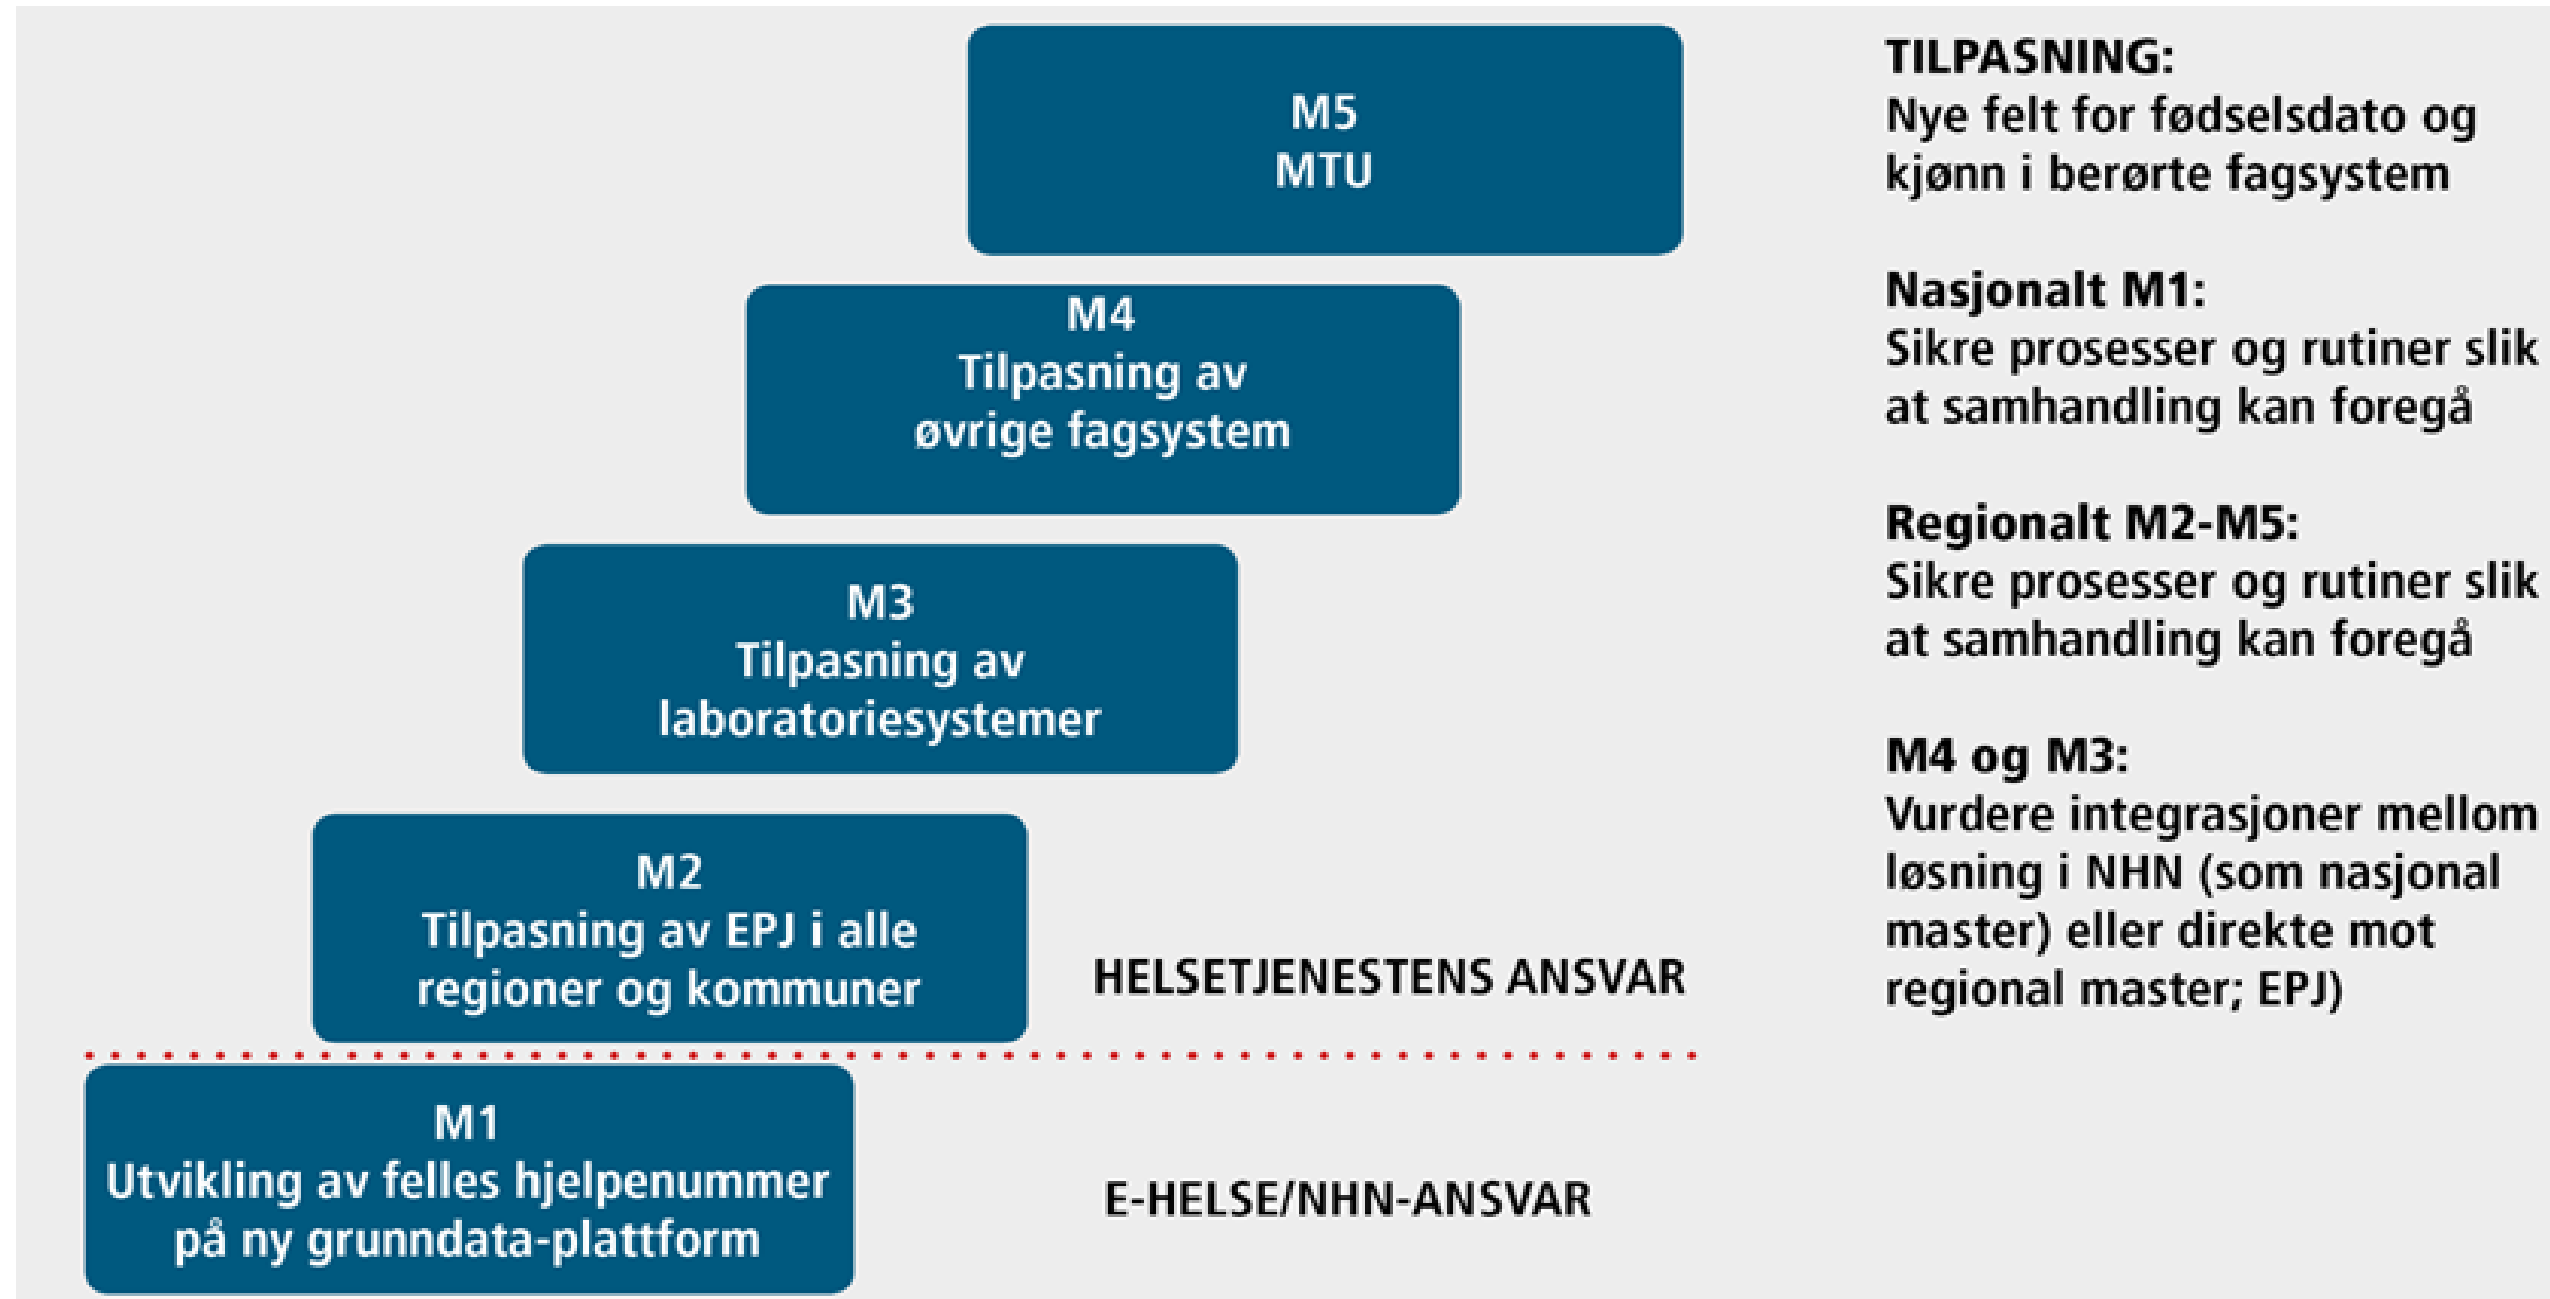 M5
MTU
M4
Tilpasning av
øvrige fagsystem
M3
Tilpasning av
laboratoriesystemer
M2
Tilpasning av EPJ i alle
regioner og kommuner
HELSETJENESTENS ANSVAR
M1
Utvikling av felles hjelpenummer
på ny grunndata-plattform
E-HELSE/NHN-ANSVAR
TILPASNING:
Nye felt for fødselsdato og
kjønn i berørte fagsystem
Nasjonalt M1:
Sikre prosesser og rutiner slik
at samhandling kan foregå
Regionalt M2-M5:
Sikre prosesser og rutiner slik
at samhandling kan foregå
M4 og M3:
Vurdere integrasjoner mellom
løsning i NHN (som nasjonal
master) eller direkte mot
regional master; EPJ)